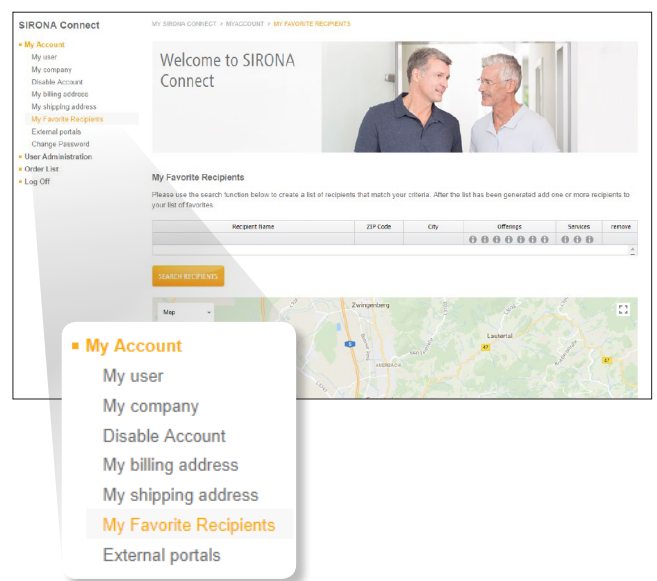 SIRONA Connect
My Account
My user
My company
Disable Account
My billing address
My shipping address
My Favorite Recipients
External portals
Change Password
User Administration
Order List
Log Off
MY SIRONA CONNECT > MYACCOUNT > MY FAVORITE RECIPIENTS
Welcome to SIRONA
Connect
My Favorite Recipients
Please use the search function below to create a list of recipients that match your criteria. After the list has been generated add one or more recipients to
your list of favorites.
Recipient Name ZIP Code City Offerings Services remove
SEARCH RECIPIENTS
Map
Zwingenberg
Lautertal
AUERBACH
47
47
My Account
My user
My company
Disable Account
My billing address
My shipping address
My Favorite Recipients
External portals